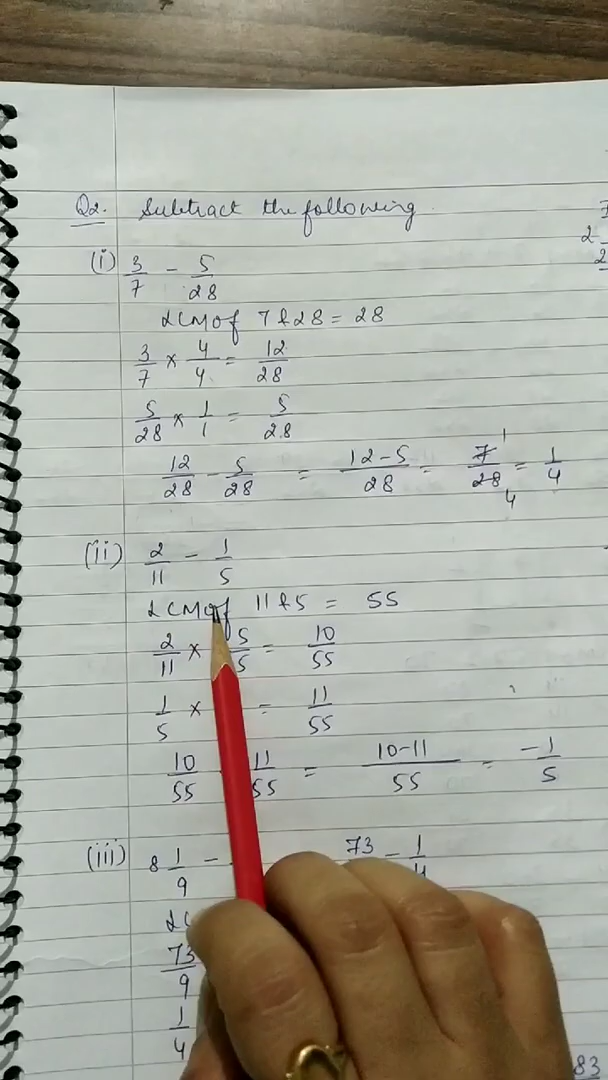 Q2. Subtract the following.
(i) 3/7 - 5/28
LCM of 7 & 28 = 28
3/7 × 4/4 = 12/28
5/28 × 1/1 = 5/28
12/28 - 5/28 = 12-5/28 = 7/28 = 1/4
1
4
(ii) 2/11 - 1/5
LCM of 11 & 5 = 55
2/11 × 5/5 = 10/55
1/5 × = 11/55
10/55 11/55 = 10-11/55 = -1/5
(iii) 8 1/9 - 73 - 1/4
73/9
1/4
83